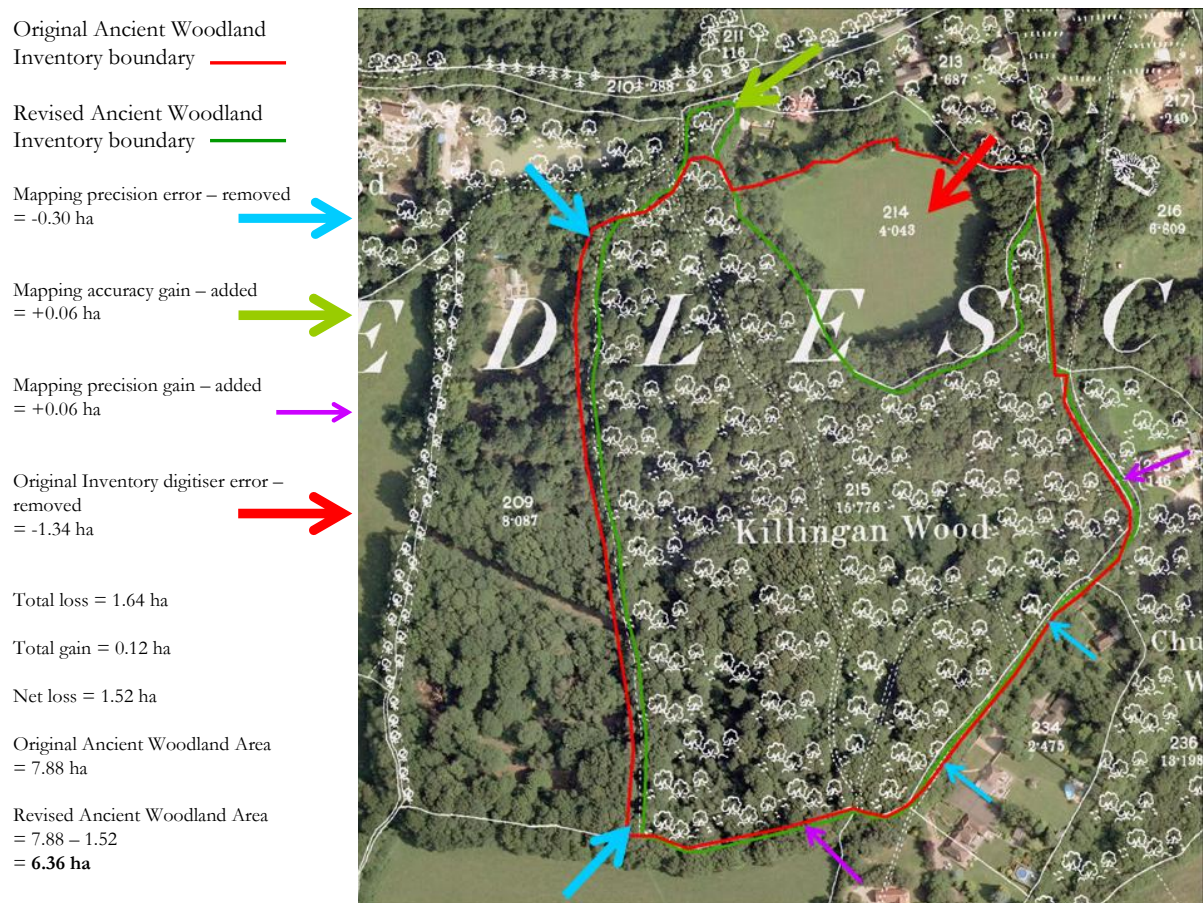 Original Ancient Woodland
Inventory boundary
Revised Ancient Woodland
Inventory boundary
Mapping precision error – removed
= -0.30 ha
Mapping accuracy gain – added
= +0.06 ha
Mapping precision gain – added
= +0.06 ha
Original Inventory digitiser error –
removed
= -1.34 ha
Total loss = 1.64 ha
Total gain = 0.12 ha
Net loss = 1.52 ha
Original Ancient Woodland Area
= 7.88 ha
Revised Ancient Woodland Area
= 7.88 – 1.52
= 6.36 ha
211
116
210
·288
213
1·687
217
240
od
214
4·043
216
6·809
E D L E S C
209
8·087
215
15·776
146
Killingan Wood
Chu
W
234
2·475
236
13·198